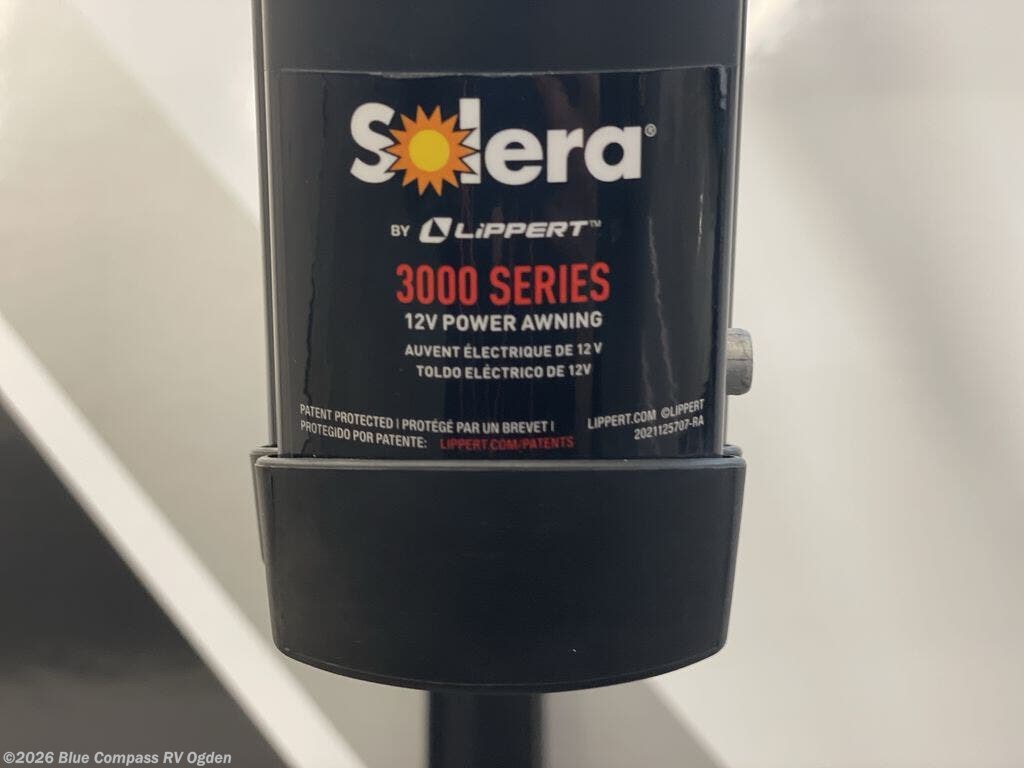 Solera®
BY LiPPERT™
3000 SERIES
12V POWER AWNING
AUVENT ÉLECTRIQUE DE 12 V
TOLDO ELÉCTRICO DE 12V
PATENT PROTECTED | PROTÉGÉ PAR UN BREVET |
PROTEGIDO POR PATENTE: LIPPERT.COM/PATENTS
LIPPERT.COM ©LIPPERT
2021125707-RA
©2026 Blue Compass RV Ogden